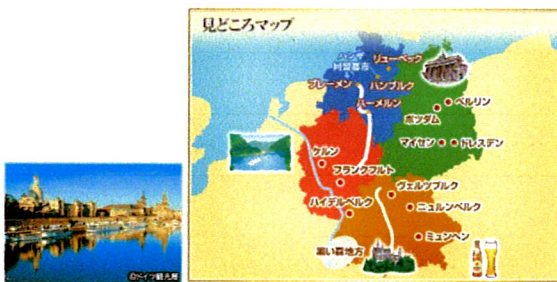 見どころマップ
ハンザ
同盟都市
リューベック
ブレーメン
ハンブルク
ハーメルン
ベルリン
ポツダム
マイセン
ドレスデン
ケルン
フランクフルト
ヴュルツブルク
ハイデルベルク
ニュルンベルク
ミュンヘン
黒い森地方
©ドイツ観光局